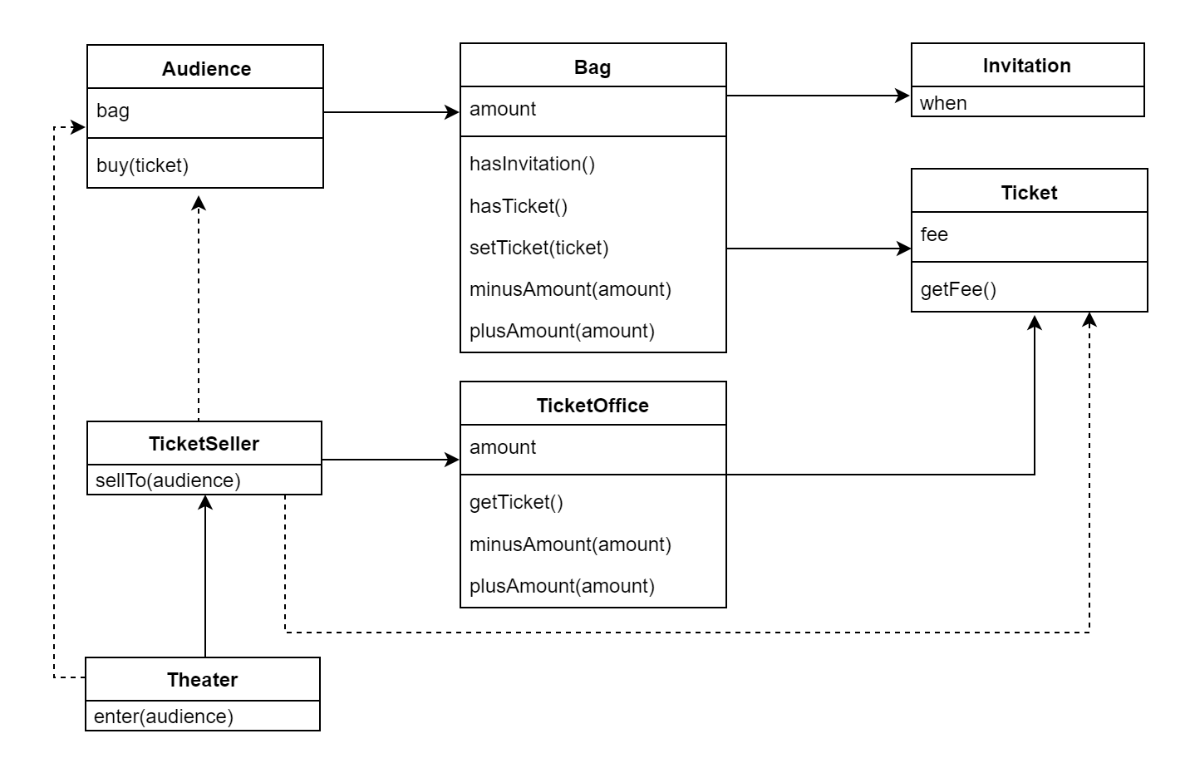 Audience
bag
buy(ticket)
Bag
amount
hasInvitation()
hasTicket()
setTicket(ticket)
minusAmount(amount)
plusAmount(amount)
Invitation
when
Ticket
fee
getFee()
TicketSeller
sellTo(audience)
TicketOffice
amount
getTicket()
minusAmount(amount)
plusAmount(amount)
Theater
enter(audience)